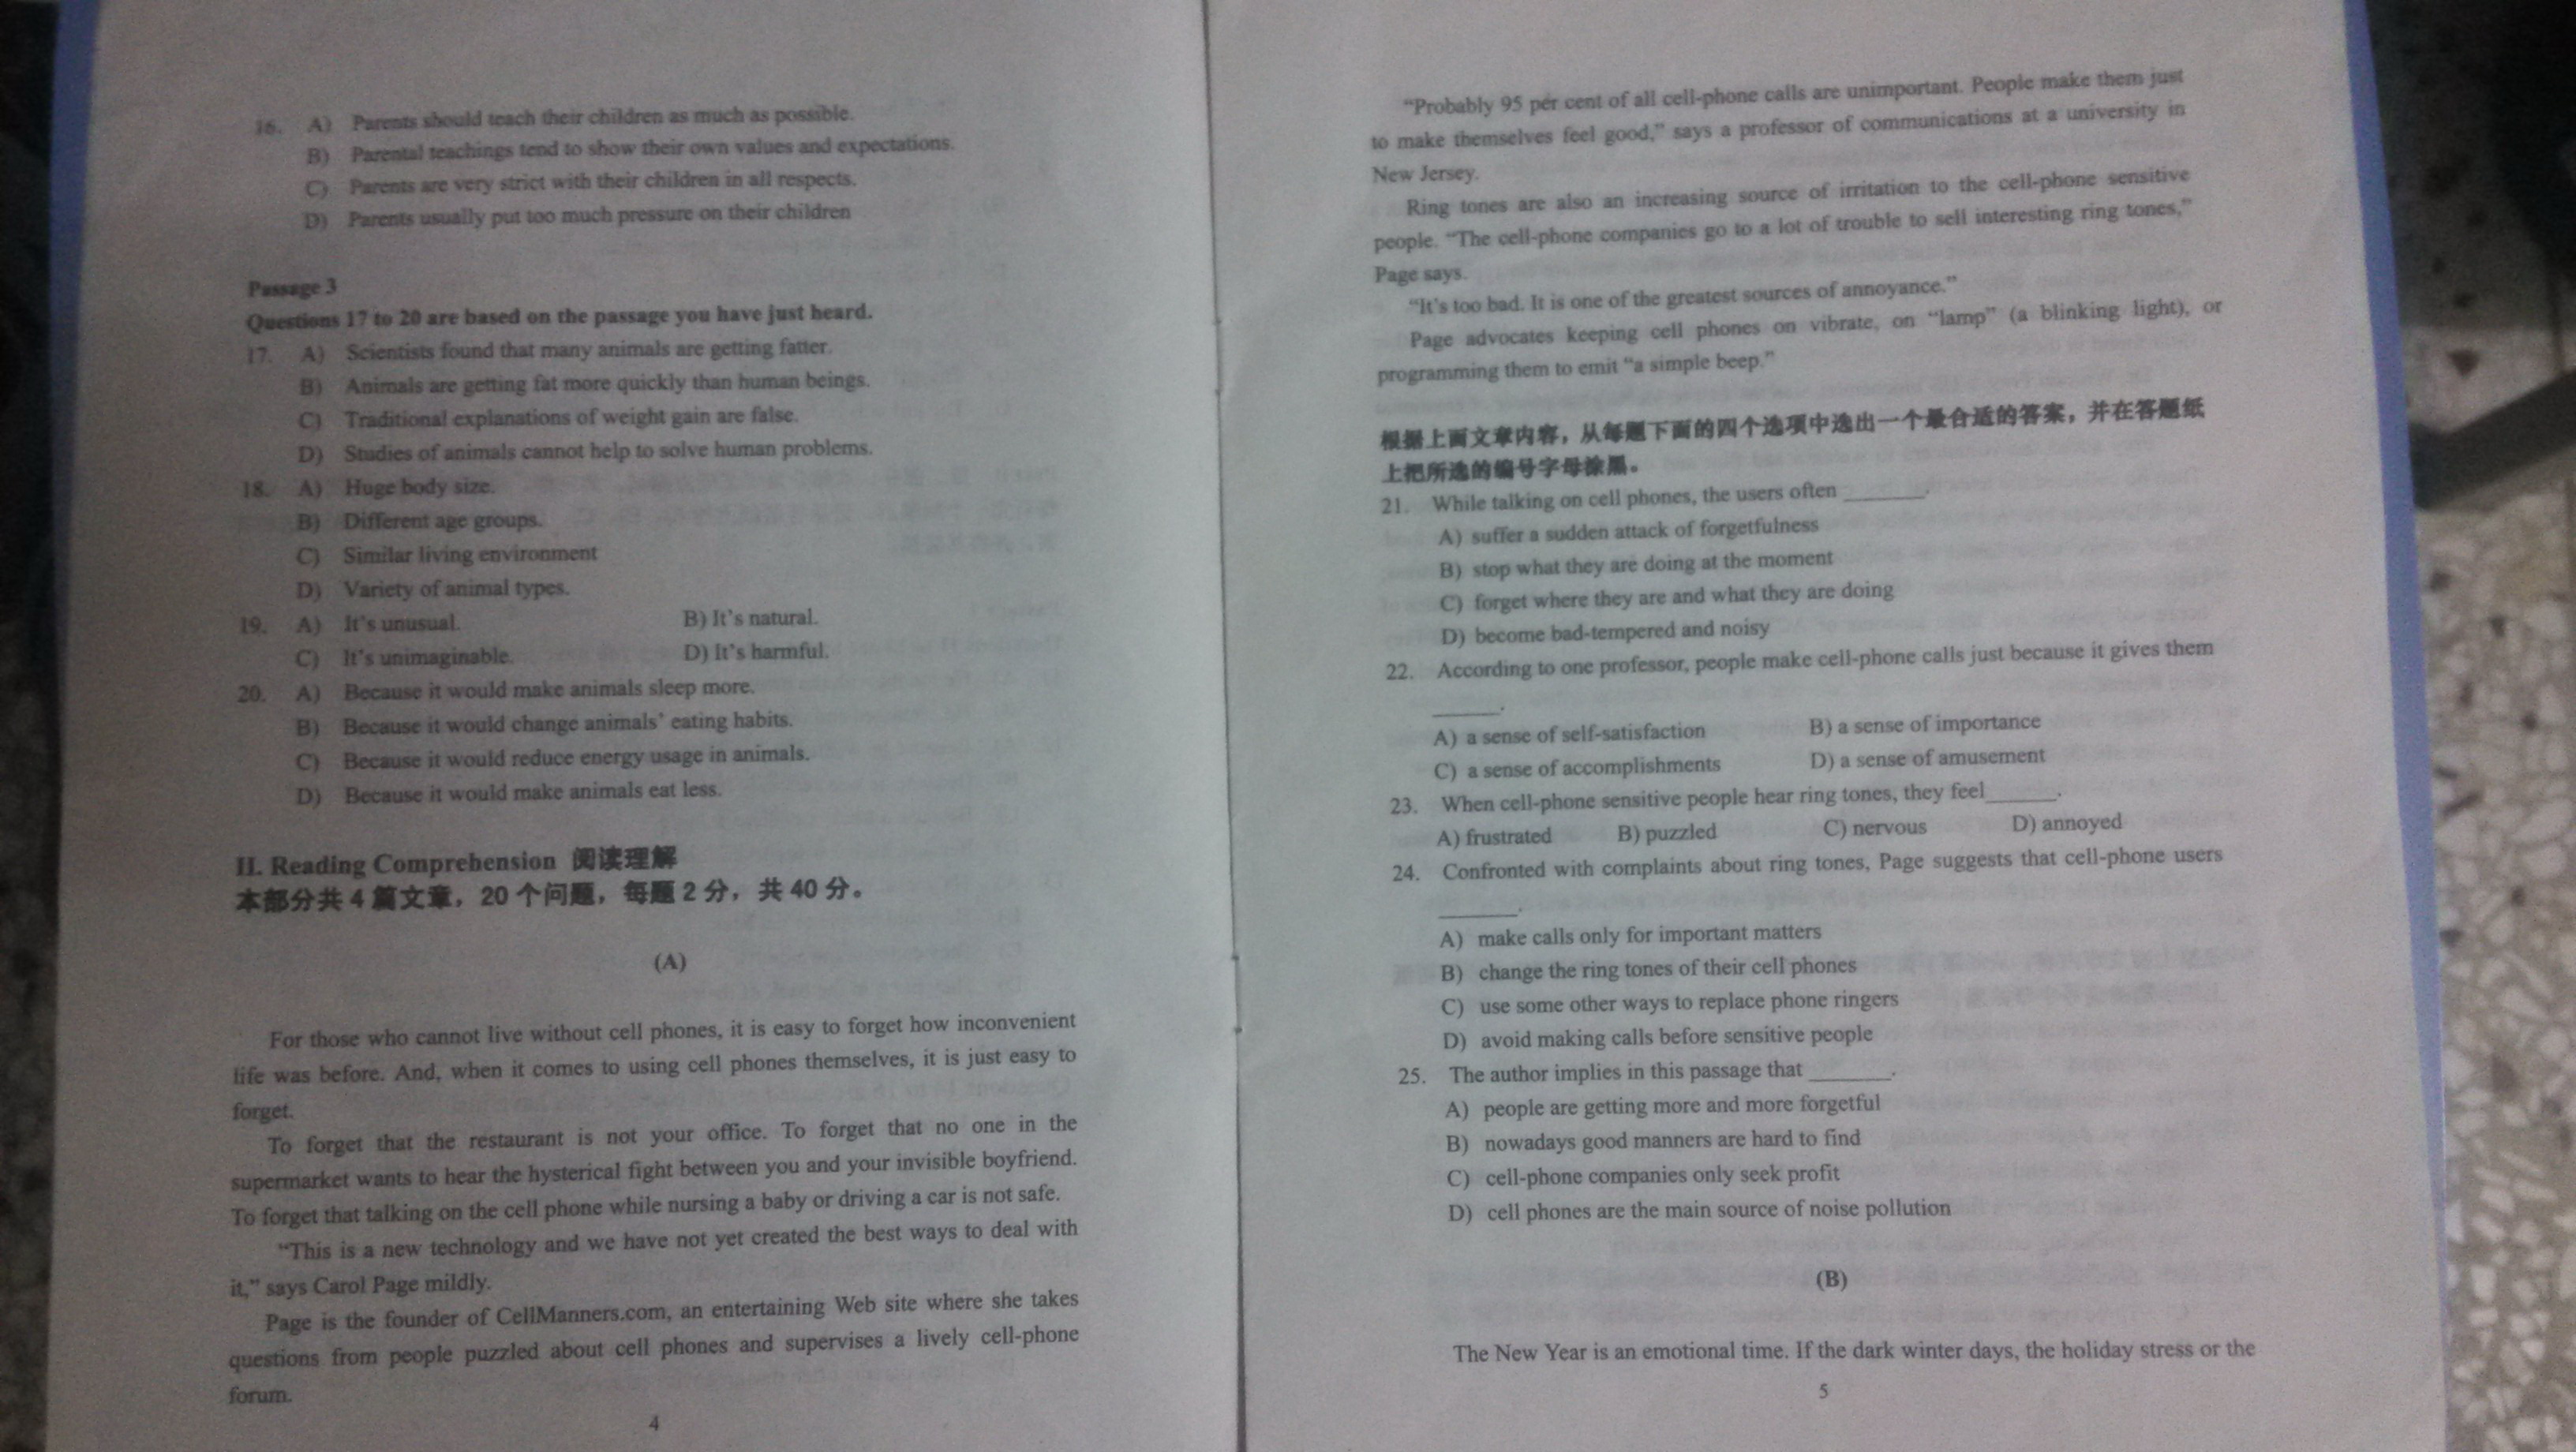 16. A) Parents should teach their children as much as possible.
B) Parental teachings tend to show their own values and expectations.
C) Parents are very strict with their children in all respects.
D) Parents usually put too much pressure on their children
Passage 3
Questions 17 to 20 are based on the passage you have just heard.
17. A) Scientists found that many animals are getting fatter.
B) Animals are getting fat more quickly than human beings.
C) Traditional explanations of weight gain are false.
D) Studies of animals cannot help to solve human problems.
18. A) Huge body size.
B) Different age groups.
C) Similar living environment
D) Variety of animal types.
19. A) It's unusual. B) It's natural.
C) It's unimaginable. D) It's harmful.
20. A) Because it would make animals sleep more.
B) Because it would change animals' eating habits.
C) Because it would reduce energy usage in animals.
D) Because it would make animals eat less.
II. Reading Comprehension 阅读理解
本部分共 4 篇文章，20 个问题，每题 2 分，共 40 分。
(A)
For those who cannot live without cell phones, it is easy to forget how inconvenient
life was before. And, when it comes to using cell phones themselves, it is just easy to
forget.
To forget that the restaurant is not your office. To forget that no one in the
supermarket wants to hear the hysterical fight between you and your invisible boyfriend.
To forget that talking on the cell phone while nursing a baby or driving a car is not safe.
"This is a new technology and we have not yet created the best ways to deal with
it," says Carol Page mildly.
Page is the founder of CellManners.com, an entertaining Web site where she takes
questions from people puzzled about cell phones and supervises a lively cell-phone
forum.
4
"Probably 95 per cent of all cell-phone calls are unimportant. People make them just
to make themselves feel good," says a professor of communications at a university in
New Jersey.
Ring tones are also an increasing source of irritation to the cell-phone sensitive
people. "The cell-phone companies go to a lot of trouble to sell interesting ring tones,"
Page says.
"It's too bad. It is one of the greatest sources of annoyance."
Page advocates keeping cell phones on vibrate, on "lamp" (a blinking light), or
programming them to emit "a simple beep."
根据上面文章内容，从每题下面的四个选项中选出一个最合适的答案，并在答题纸
上把所选的编号字母涂黑。
21. While talking on cell phones, the users often ______.
A) suffer a sudden attack of forgetfulness
B) stop what they are doing at the moment
C) forget where they are and what they are doing
D) become bad-tempered and noisy
22. According to one professor, people make cell-phone calls just because it gives them
______.
A) a sense of self-satisfaction B) a sense of importance
C) a sense of accomplishments D) a sense of amusement
23. When cell-phone sensitive people hear ring tones, they feel______.
A) frustrated B) puzzled C) nervous D) annoyed
24. Confronted with complaints about ring tones, Page suggests that cell-phone users
______.
A) make calls only for important matters
B) change the ring tones of their cell phones
C) use some other ways to replace phone ringers
D) avoid making calls before sensitive people
25. The author implies in this passage that ______.
A) people are getting more and more forgetful
B) nowadays good manners are hard to find
C) cell-phone companies only seek profit
D) cell phones are the main source of noise pollution
(B)
The New Year is an emotional time. If the dark winter days, the holiday stress or the
5